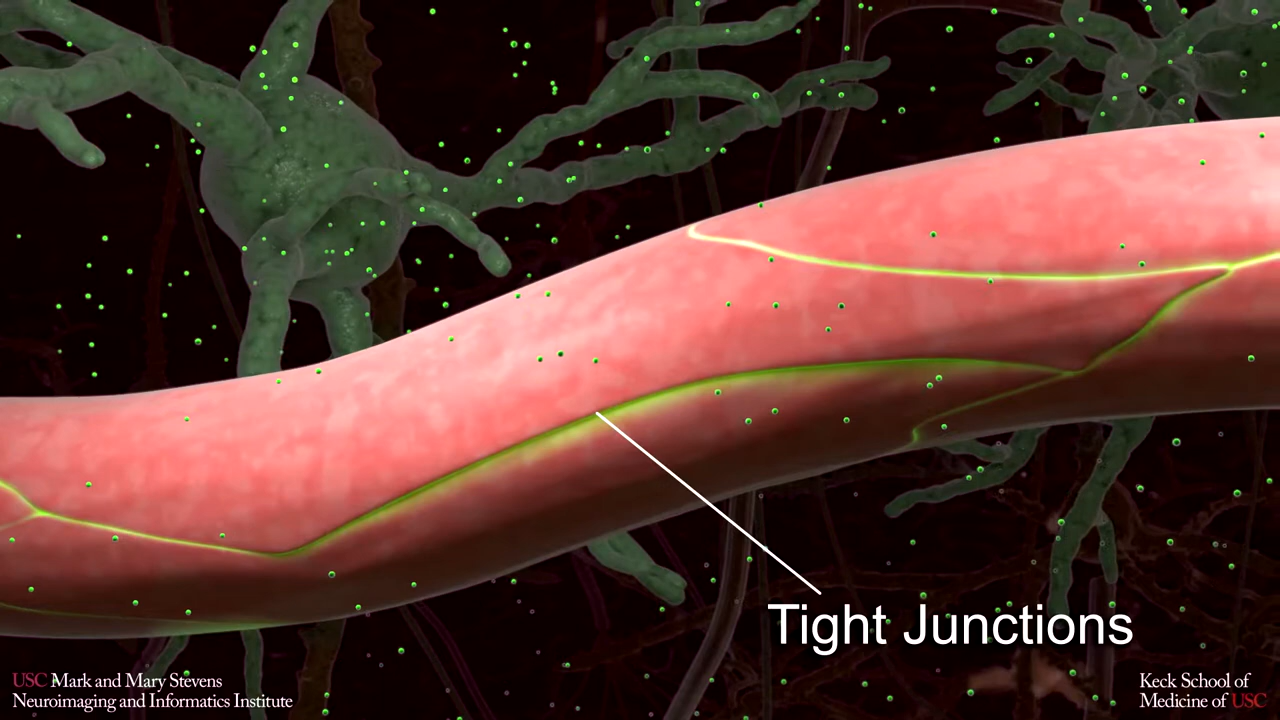 Tight Junctions
USC Mark and Mary Stevens
Neuroimaging and Informatics Institute
Keck School of
Medicine of USC